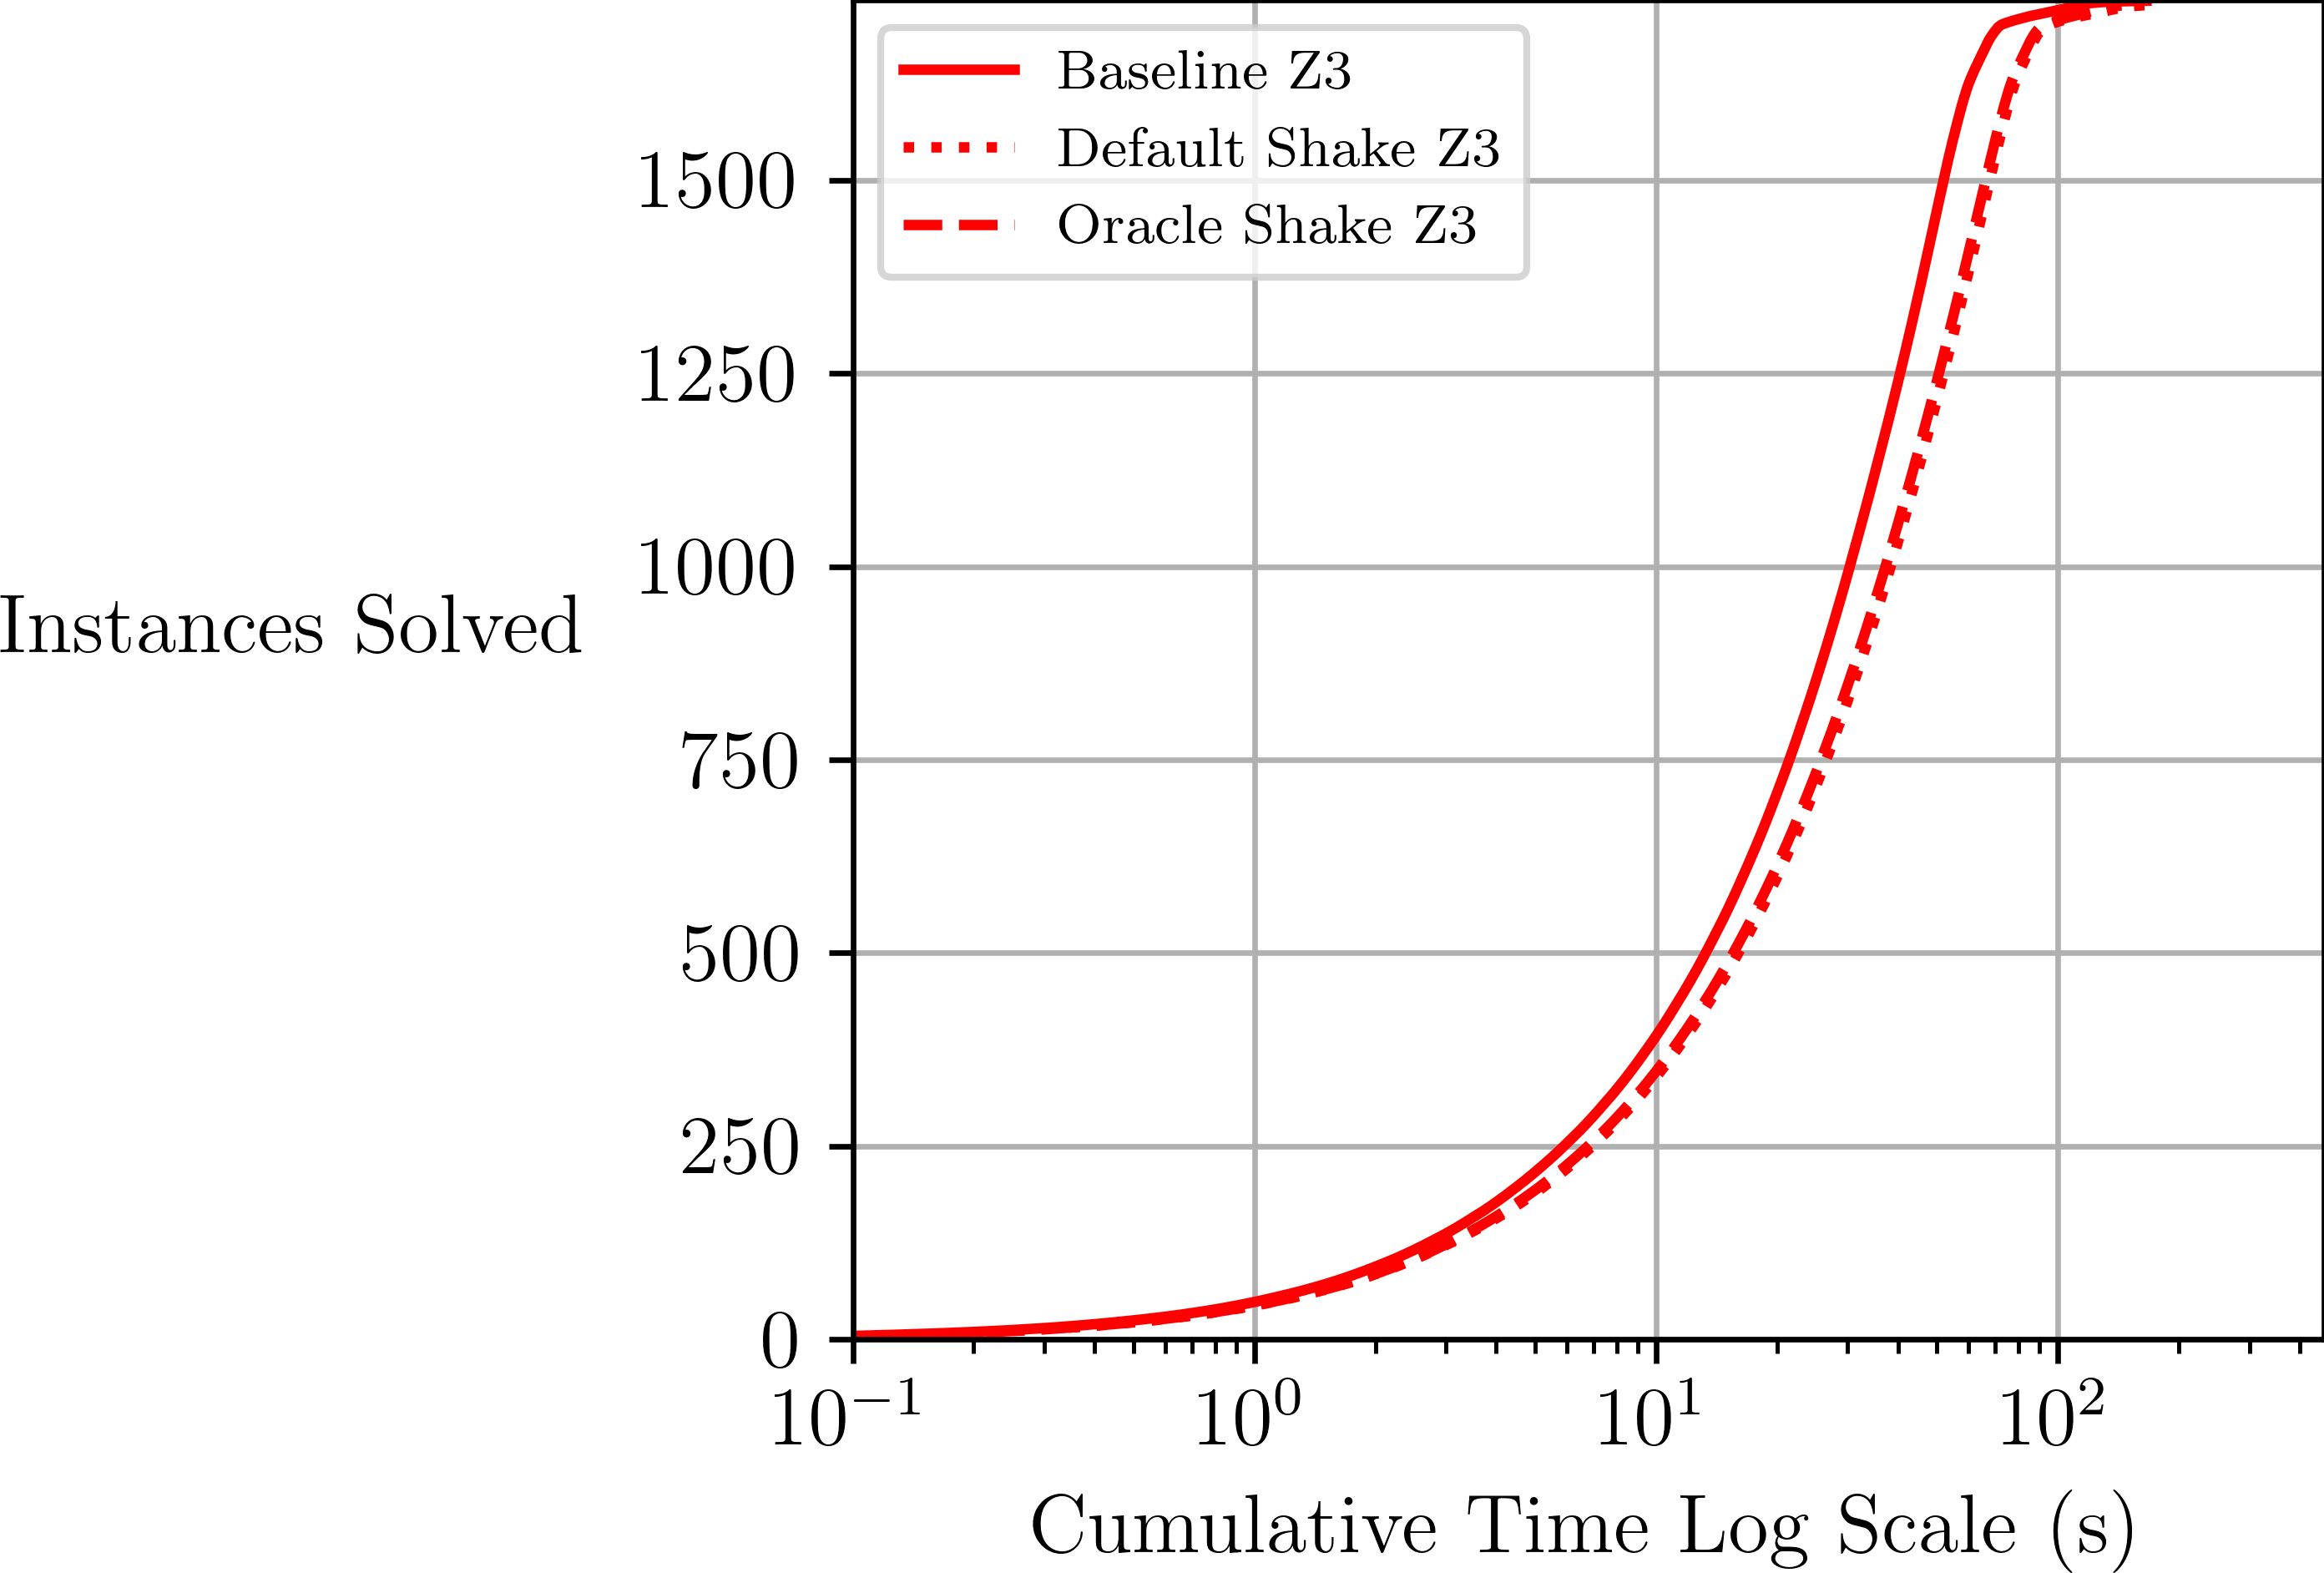 Baseline Z3
Default Shake Z3
Oracle Shake Z3
1500
1250
1000
750
500
250
0
Instances Solved
10⁻¹ 10⁰ 10¹ 10²
Cumulative Time Log Scale (s)